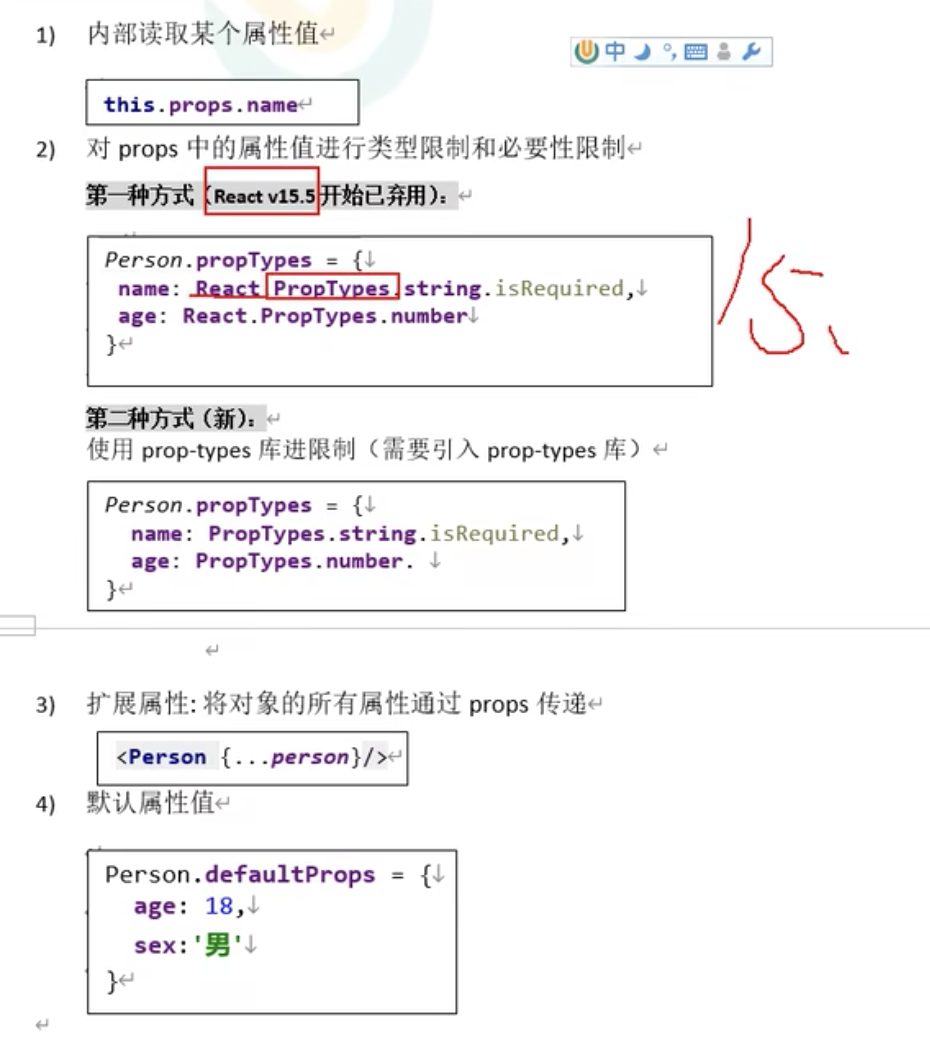 1) 内部读取某个属性值
中
this.props.name
2) 对 props 中的属性值进行类型限制和必要性限制
第一种方式（React v15.5 开始已弃用）：
Person.propTypes = {
name: React.PropTypes.string.isRequired,
age: React.PropTypes.number
}
15.
第二种方式（新）：
使用 prop-types 库进限制（需要引入 prop-types 库）
Person.propTypes = {
name: PropTypes.string.isRequired,
age: PropTypes.number.
}
3) 扩展属性: 将对象的所有属性通过 props 传递
<Person {...person}/>
4) 默认属性值
Person.defaultProps = {
age: 18,
sex:'男'
}